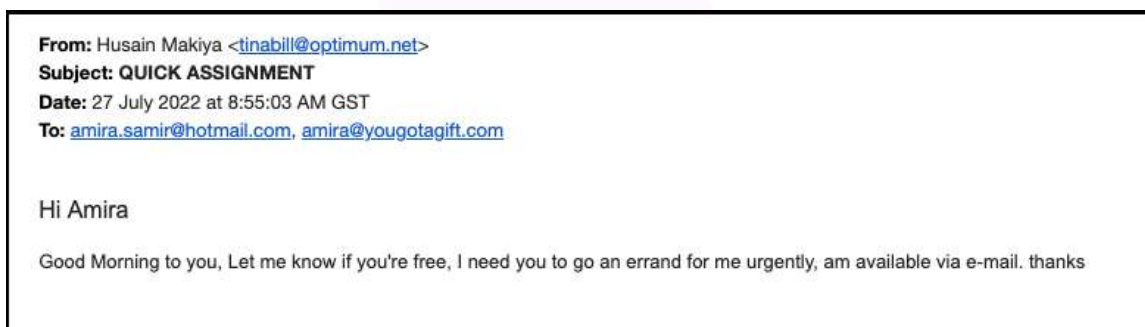 From: Husain Makiya <tinabill@optimum.net>
Subject: QUICK ASSIGNMENT
Date: 27 July 2022 at 8:55:03 AM GST
To: amira.samir@hotmail.com, amira@yougotagift.com
Hi Amira
Good Morning to you, Let me know if you're free, I need you to go an errand for me urgently, am available via e-mail. thanks